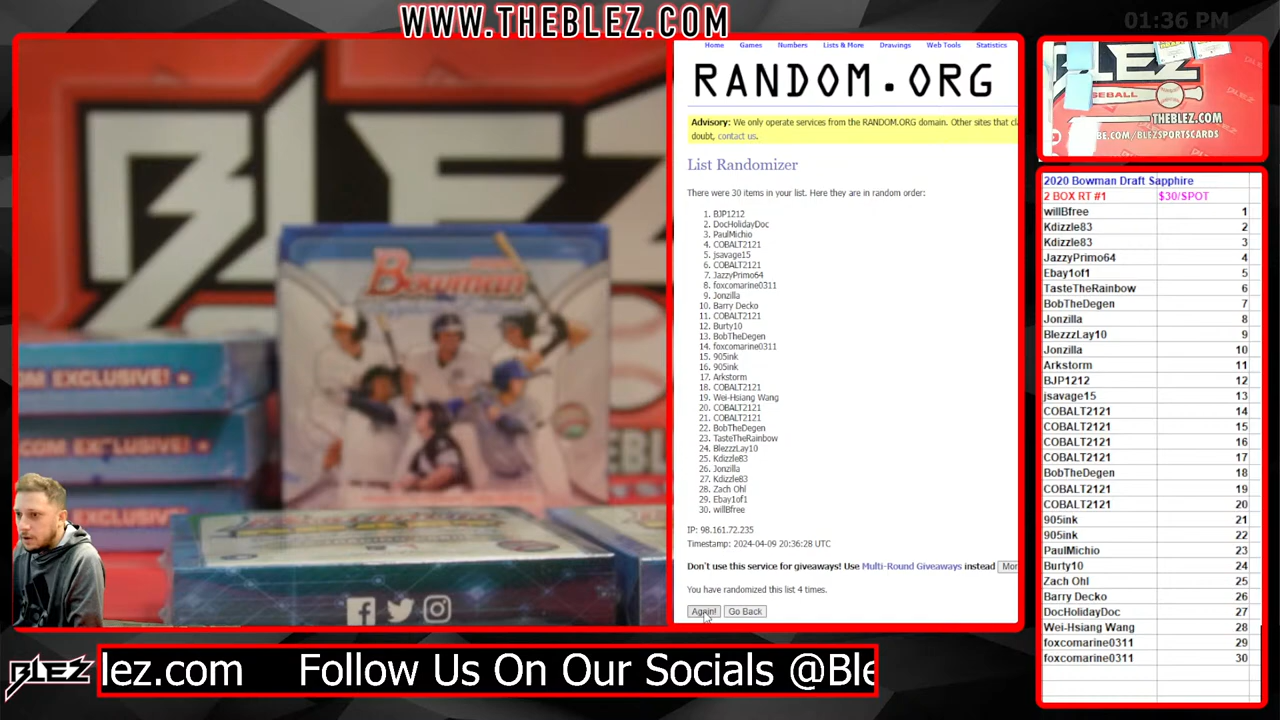 WWW.THEBLEZ.COM
01:36 PM
BLEZ
Bowman
EXCLUSIVE!
Home Games Numbers Lists & More Drawings Web Tools Statistics
RANDOM.ORG
Advisory: We only operate services from the RANDOM.ORG domain. Other sites that
doubt, contact us.
List Randomizer
There were 30 items in your list. Here they are in random order:
1. BJP1212
2. DocHolidayDoc
3. PaulMichio
4. COBALT2121
5. jsavage15
6. COBALT2121
7. JazzyPrimo64
8. foxcomarine0311
9. Jonzilla
10. Barry Decko
11. COBALT2121
12. Burty10
13. BobTheDegen
14. foxcomarine0311
15. 905ink
16. 905ink
17. Arkstorm
18. COBALT2121
19. Wei-Hsiang Wang
20. COBALT2121
21. COBALT2121
22. BobTheDegen
23. TasteTheRainbow
24. BlezzzLay10
25. Kdizzle83
26. Jonzilla
27. Kdizzle83
28. Zach Ohl
29. Ebay1of1
30. willBfree
IP: 98.161.72.235
Timestamp: 2024-04-09 20:36:28 UTC
Don't use this service for giveaways! Use Multi-Round Giveaways instead
You have randomized this list 4 times.
Again! Go Back
BASEBALL
THEBLEZ.COM
BE.COM/BLEZSPORTSCARDS
2020 Bowman Draft Sapphire
2 BOX RT #1 $30/SPOT
willBfree 1
Kdizzle83 2
Kdizzle83 3
JazzyPrimo64 4
Ebay1of1 5
TasteTheRainbow 6
BobTheDegen 7
Jonzilla 8
BlezzzLay10 9
Jonzilla 10
Arkstorm 11
BJP1212 12
jsavage15 13
COBALT2121 14
COBALT2121 15
COBALT2121 16
COBALT2121 17
BobTheDegen 18
COBALT2121 19
COBALT2121 20
905ink 21
905ink 22
PaulMichio 23
Burty10 24
Zach Ohl 25
Barry Decko 26
DocHolidayDoc 27
Wei-Hsiang Wang 28
foxcomarine0311 29
foxcomarine0311 30
BLEZ
lez.com Follow Us On Our Socials @Ble